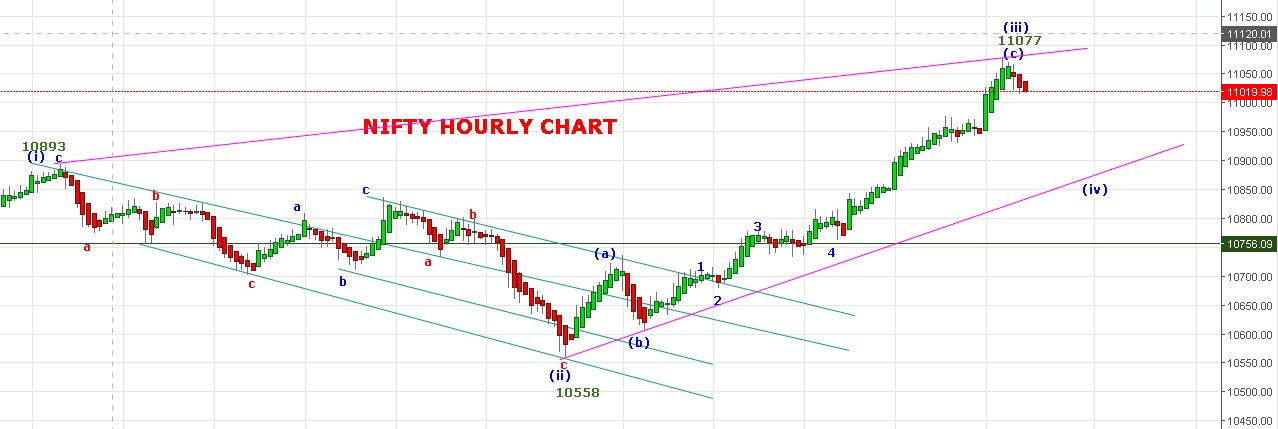 11150.00
(iii)
11120.01
11077
11100.00
(c)
11050.00
11019.98
11000.00
NIFTY HOURLY CHART
10950.00
10893
(i) c
10900.00
b
c
10850.00
(iv)
a
b
10800.00
3
a
(a)
4
10756.09
a
1
c
b
10700.00
2
10650.00
(b)
10600.00
c
10550.00
(ii)
10558
10500.00
10450.00